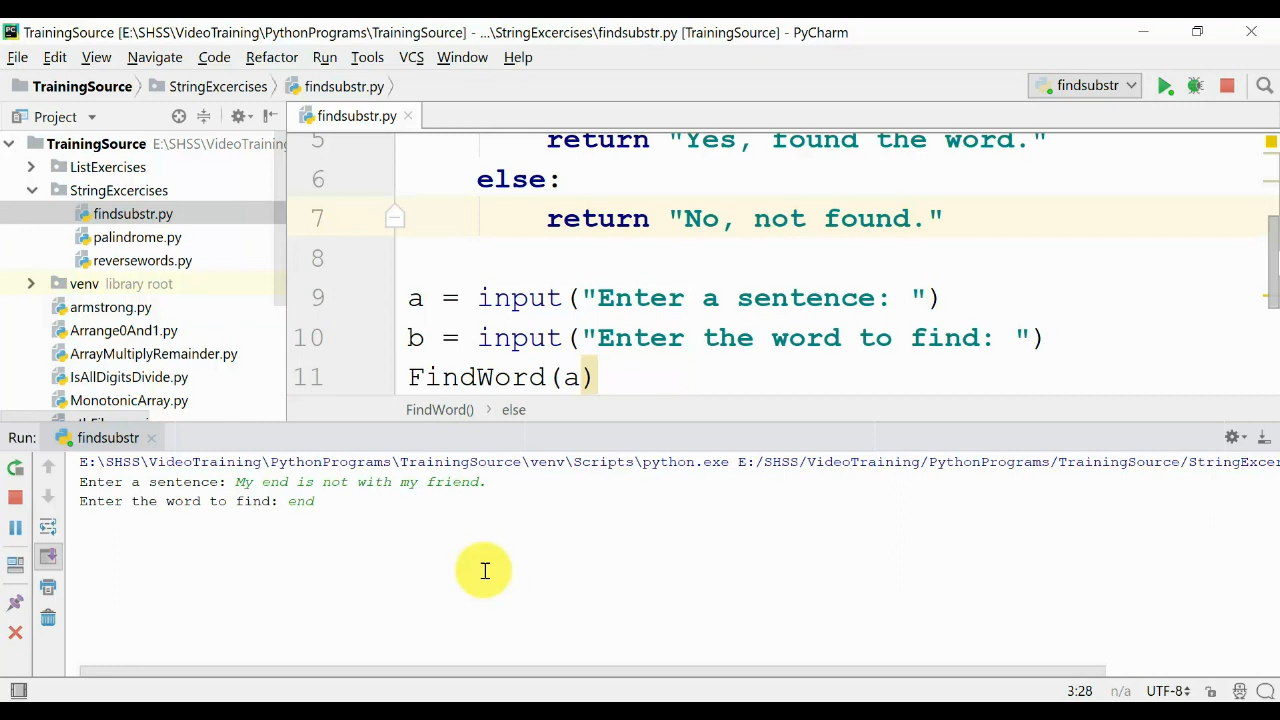 TrainingSource [E:\SHSS\VideoTraining\PythonPrograms\TrainingSource] - ...\StringExcercises\findsubstr.py [TrainingSource] - PyCharm
File Edit View Navigate Code Refactor Run Tools VCS Window Help
TrainingSource StringExcercises findsubstr.py findsubstr
Project findsubstr.py
TrainingSource E:\SHSS\VideoTraining
ListExercises
StringExcercises
findsubstr.py
palindrome.py
reversewords.py
venv library root
armstrong.py
Arrange0And1.py
ArrayMultiplyRemainder.py
IsAllDigitsDivide.py
MonotonicArray.py
5 return "Yes, found the word."
6 else:
7 return "No, not found."
8
9 a = input("Enter a sentence: ")
10 b = input("Enter the word to find: ")
11 FindWord(a)
FindWord() else
Run: findsubstr
E:\SHSS\VideoTraining\PythonPrograms\TrainingSource\venv\Scripts\python.exe E:/SHSS/VideoTraining/PythonPrograms/TrainingSource/StringExcer
Enter a sentence: My end is not with my friend.
Enter the word to find: end
3:28 n/a UTF-8